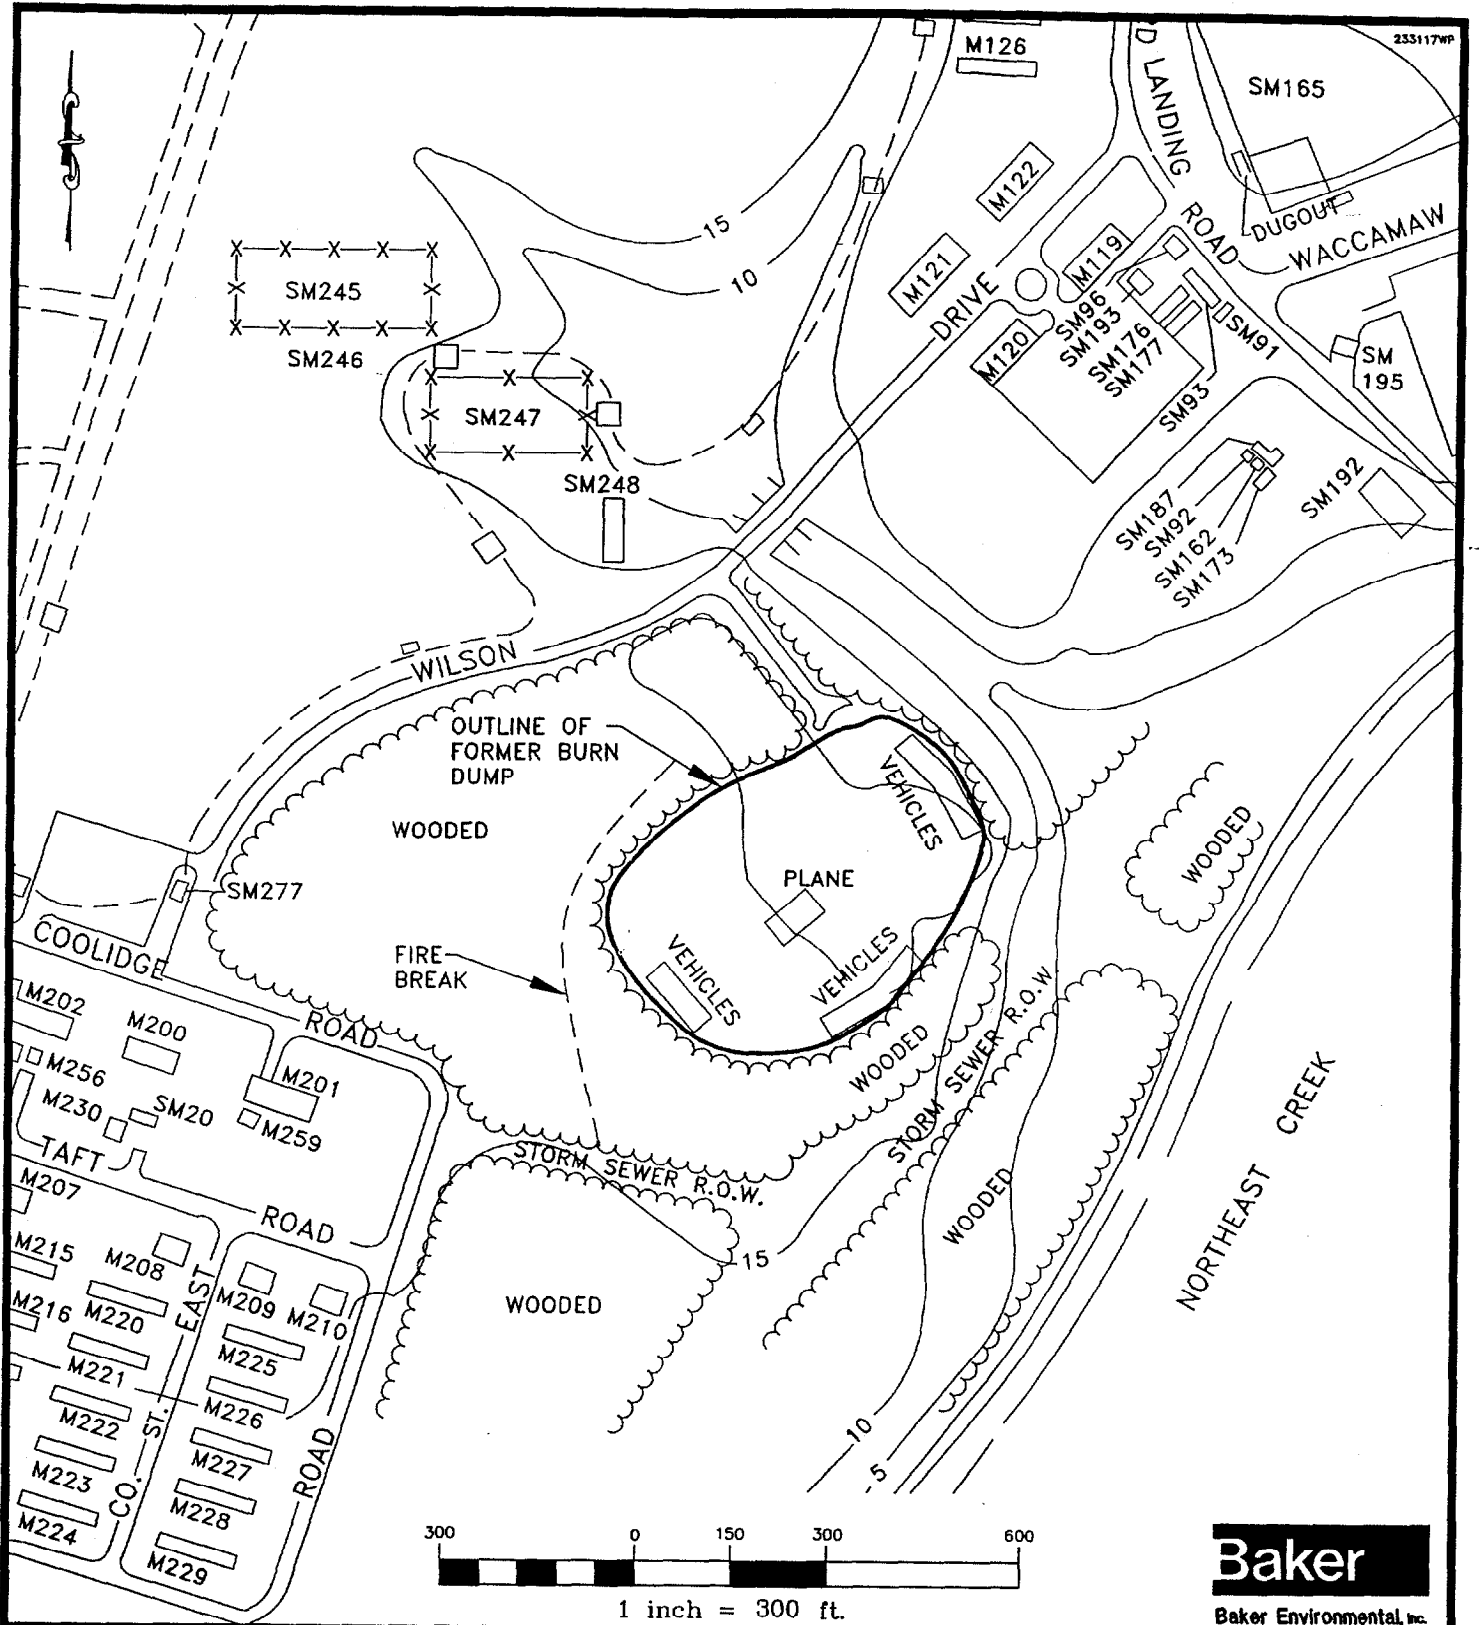 233117WP
M126
D LANDING
ROAD
SM165
DUGOUT
WACCAMAW
M122
M121
M119
M120
DRIVE
SM96
SM193
SM176
SM177
SM91
SM93
SM
195
15
10
SM245
SM246
SM247
SM248
SM187
SM92
SM162
SM173
SM192
WILSON
OUTLINE OF
FORMER BURN
DUMP
VEHICLES
WOODED
WOODED
PLANE
SM277
COOLIDGE
ROAD
FIRE
BREAK
VEHICLES
VEHICLES
WOODED
STORM SEWER R.O.W
M202
M200
M256
M201
M230
SM20
M259
TAFT
ROAD
STORM SEWER R.O.W.
WOODED
NORTHEAST CREEK
M207
M215
M208
M216
M220
M209
M210
EAST
M221
M225
M222
M226
ST.
M223
M227
CO.
M224
M228
M229
ROAD
15
WOODED
10
5
300 0 150 300 600
1 inch = 300 ft.
Baker
Baker Environmental, Inc.